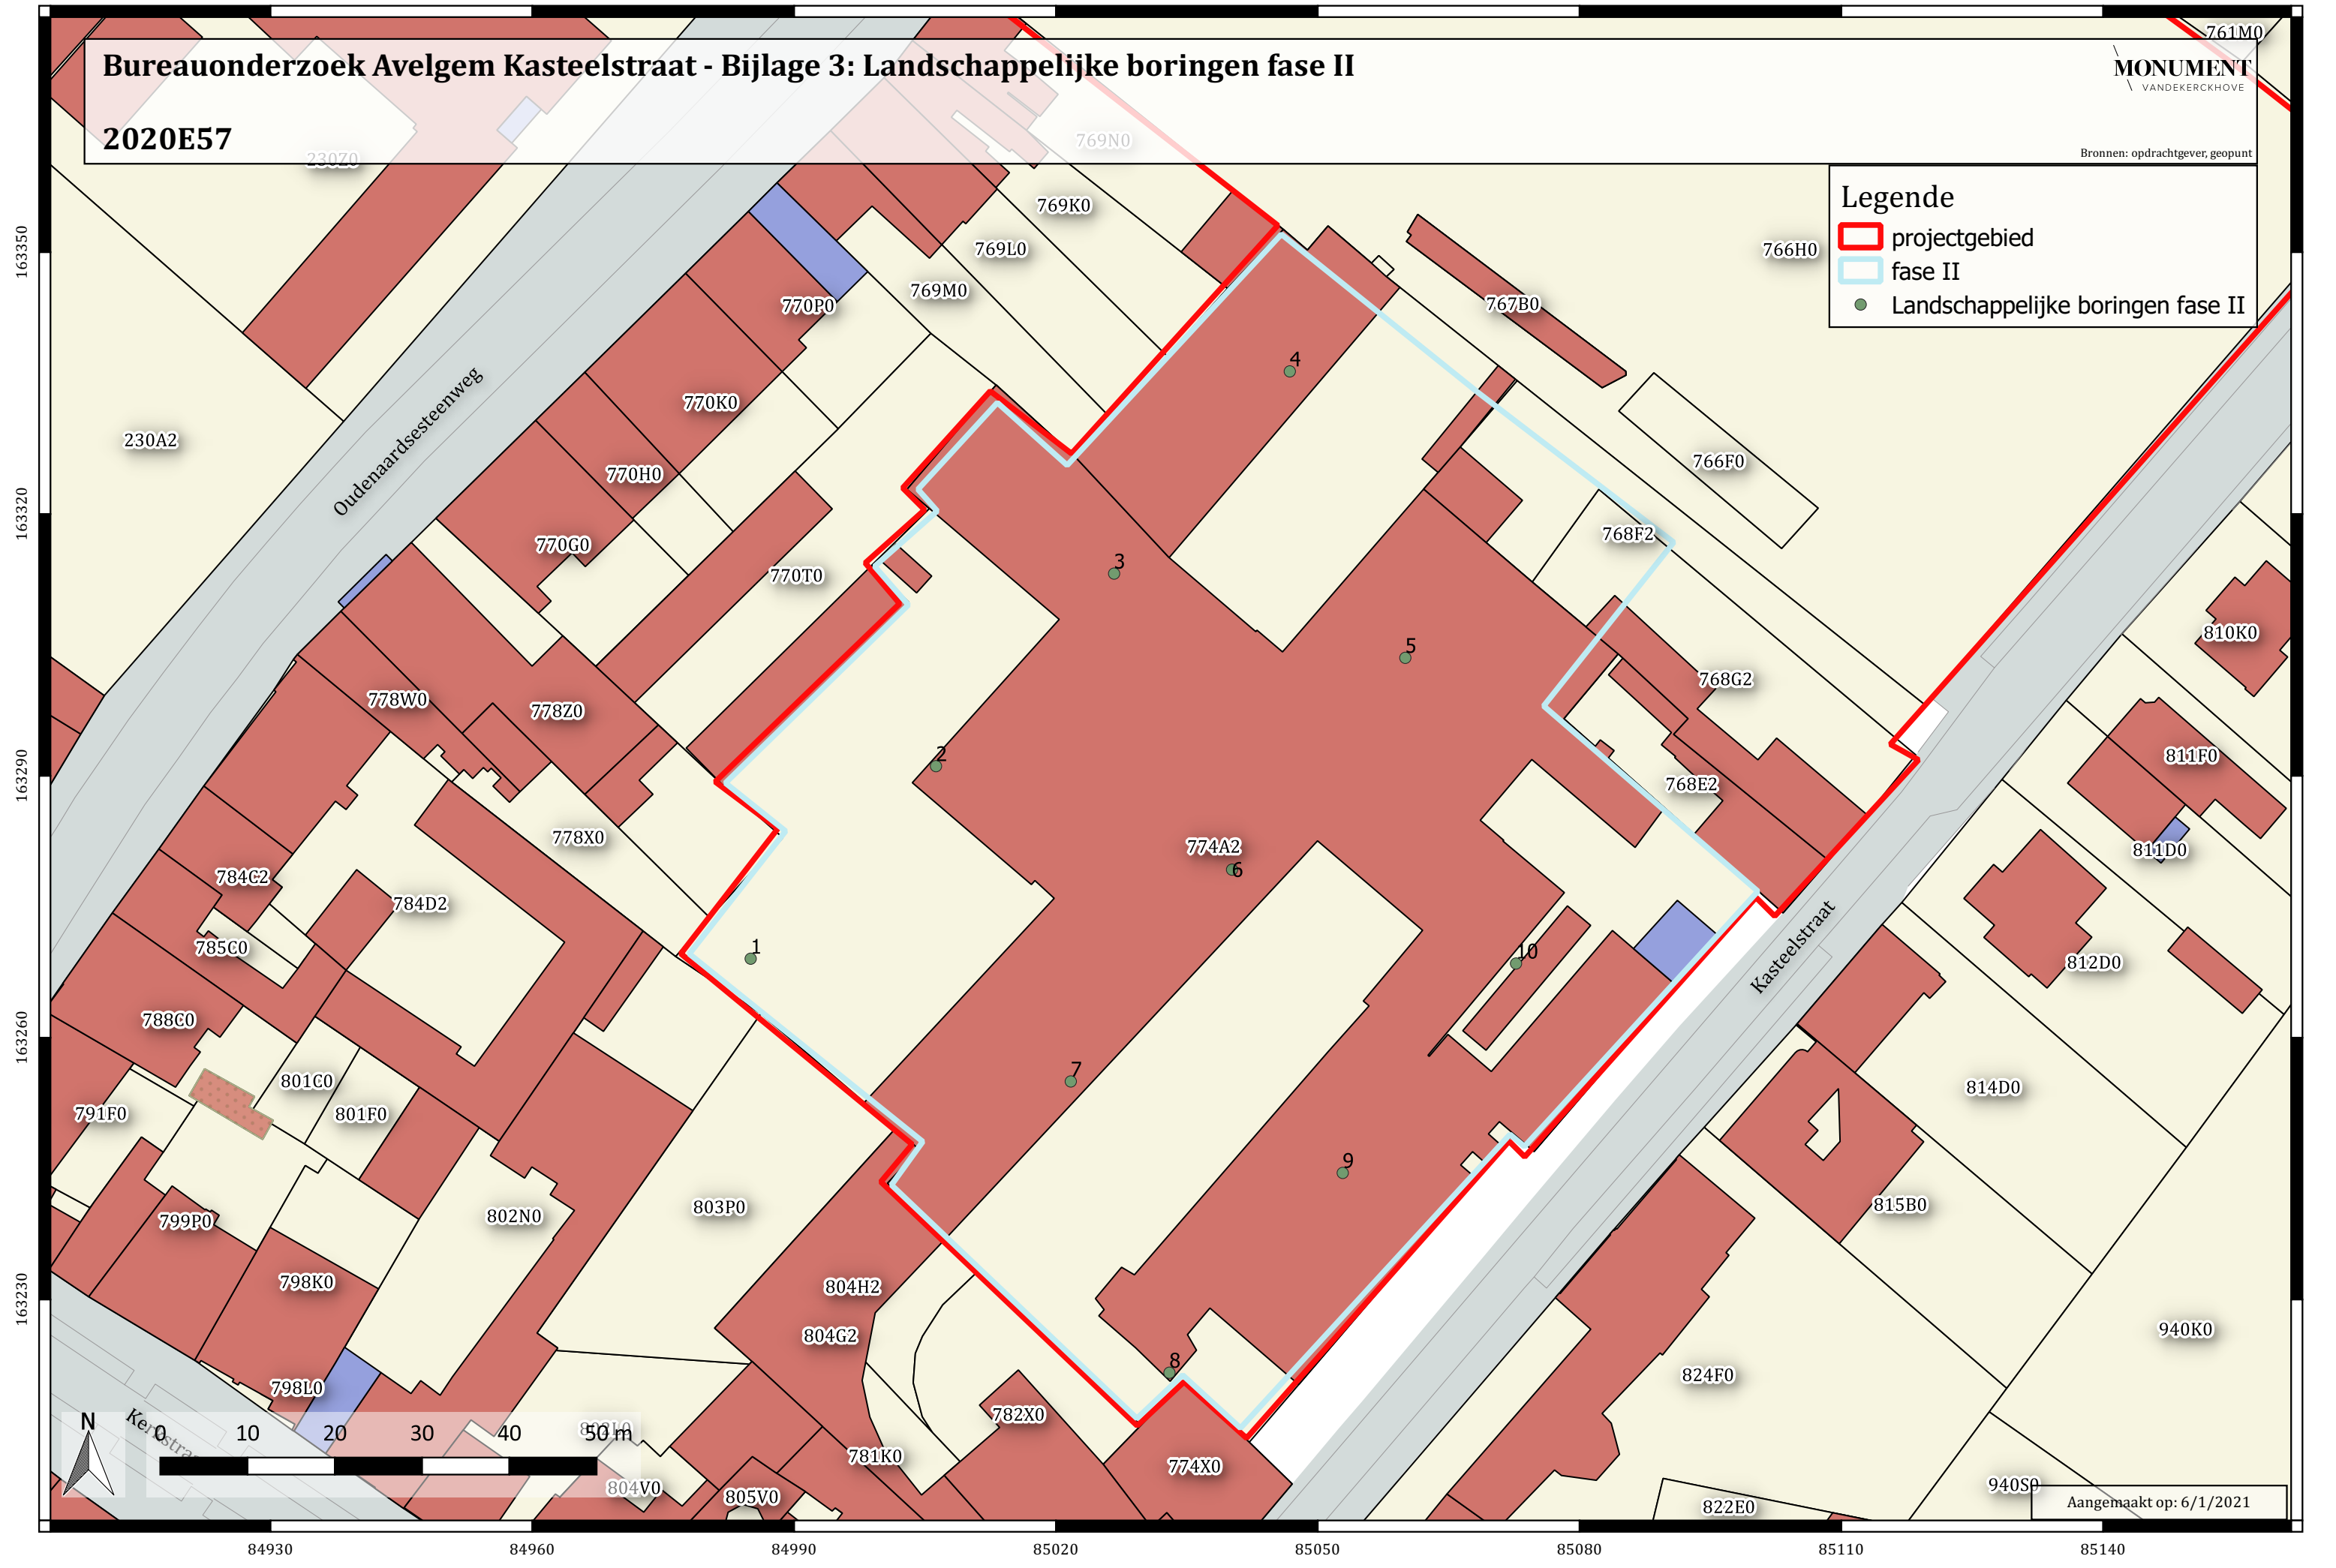 Bureauonderzoek Avelgem Kasteelstraat - Bijlage 3: Landschappelijke boringen fase II
2020E57
MONUMENT
VANDEKERCKHOVE
Bronnen: opdrachtgever, geopunt
Legende
projectgebied
fase II
Landschappelijke boringen fase II
761M0
769N0
230Z0
769K0
769L0
766H0
769M0
770P0
767B0
4
770K0
230A2
Oudenaardsesteenweg
766F0
770H0
768F2
770G0
3
770T0
810K0
5
768G2
778W0
778Z0
2
811F0
768E2
778X0
774A2
811D0
6
784C2
784D2
785C0
1
10
Kasteelstraat
812D0
788C0
7
801C0
814D0
791F0
801F0
9
803P0
815B0
802N0
799P0
798K0
804H2
940K0
804G2
8
824F0
798L0
782X0
781K0
774X0
940S0
804V0
805V0
822E0
N
0 10 20 30 40 50 m
Aangemaakt op: 6/1/2021
163350
163320
163290
163260
163230
84930 84960 84990 85020 85050 85080 85110 85140